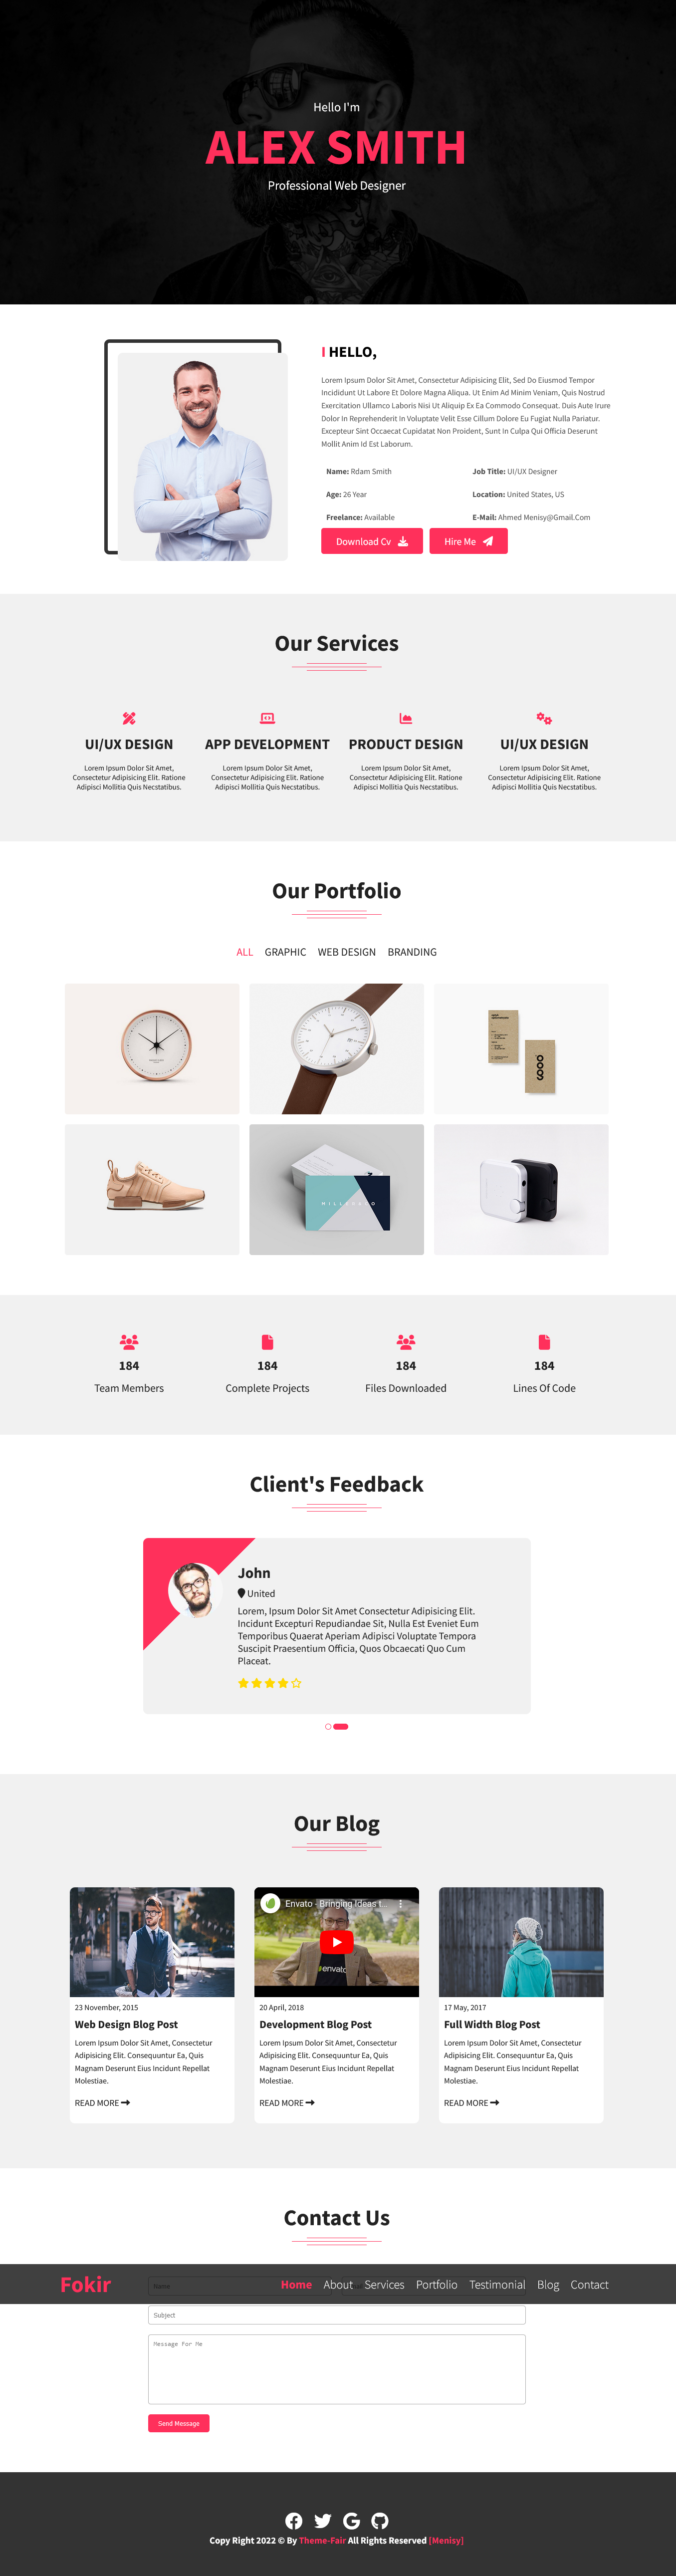 Hello I'm
ALEX SMITH
Professional Web Designer
I HELLO,
Lorem Ipsum Dolor Sit Amet, Consectetur Adipisicing Elit, Sed Do Eiusmod Tempor
Incididunt Ut Labore Et Dolore Magna Aliqua. Ut Enim Ad Minim Veniam, Quis Nostrud
Exercitation Ullamco Laboris Nisi Ut Aliquip Ex Ea Commodo Consequat. Duis Aute Irure
Dolor In Reprehenderit In Voluptate Velit Esse Cillum Dolore Eu Fugiat Nulla Pariatur.
Excepteur Sint Occaecat Cupidatat Non Proident, Sunt In Culpa Qui Officia Deserunt
Mollit Anim Id Est Laborum.
Name: Rdam Smith
Job Title: UI/UX Designer
Age: 26 Year
Location: United States, US
Freelance: Available
E-Mail: Ahmed Menisy@Gmail.Com
Download Cv
Hire Me
Our Services
UI/UX DESIGN
Lorem Ipsum Dolor Sit Amet,
Consectetur Adipisicing Elit. Ratione
Adipisci Mollitia Quis Necstatibus.
APP DEVELOPMENT
Lorem Ipsum Dolor Sit Amet,
Consectetur Adipisicing Elit. Ratione
Adipisci Mollitia Quis Necstatibus.
PRODUCT DESIGN
Lorem Ipsum Dolor Sit Amet,
Consectetur Adipisicing Elit. Ratione
Adipisci Mollitia Quis Necstatibus.
UI/UX DESIGN
Lorem Ipsum Dolor Sit Amet,
Consectetur Adipisicing Elit. Ratione
Adipisci Mollitia Quis Necstatibus.
Our Portfolio
ALL GRAPHIC WEB DESIGN BRANDING
184
Team Members
184
Complete Projects
184
Files Downloaded
184
Lines Of Code
Client's Feedback
John
United
Lorem, Ipsum Dolor Sit Amet Consectetur Adipisicing Elit.
Incidunt Excepturi Repudiandae Sit, Nulla Est Eveniet Eum
Temporibus Quaerat Aperiam Adipisci Voluptate Tempora
Suscipit Praesentium Officia, Quos Obcaecati Quo Cum
Placeat.
Our Blog
23 November, 2015
Web Design Blog Post
Lorem Ipsum Dolor Sit Amet, Consectetur
Adipisicing Elit. Consequuntur Ea, Quis
Magnam Deserunt Eius Incidunt Repellat
Molestiae.
READ MORE
Envato - Bringing Ideas t...
envato
20 April, 2018
Development Blog Post
Lorem Ipsum Dolor Sit Amet, Consectetur
Adipisicing Elit. Consequuntur Ea, Quis
Magnam Deserunt Eius Incidunt Repellat
Molestiae.
READ MORE
17 May, 2017
Full Width Blog Post
Lorem Ipsum Dolor Sit Amet, Consectetur
Adipisicing Elit. Consequuntur Ea, Quis
Magnam Deserunt Eius Incidunt Repellat
Molestiae.
READ MORE
Contact Us
Fokir
Name
Home About Services Portfolio Testimonial Blog Contact
Subject
Message For Me
Send Message
Copy Right 2022 © By Theme-Fair All Rights Reserved [Menisy]